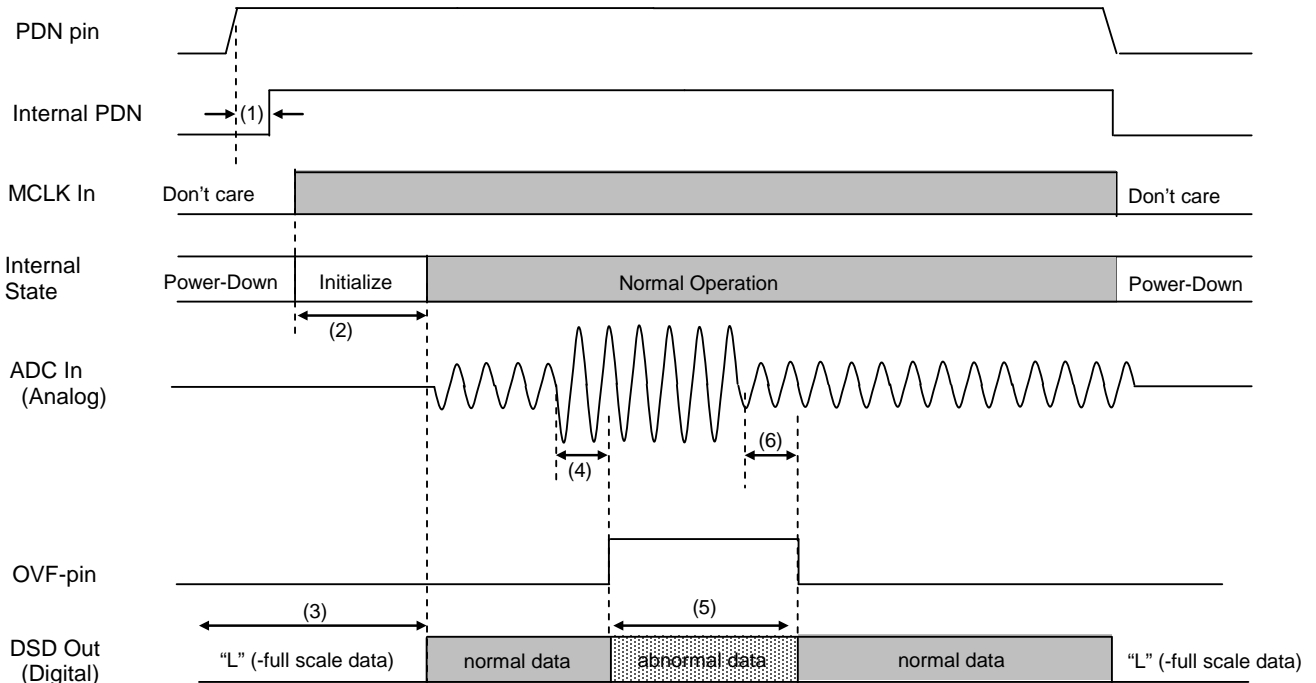 PDN pin
Internal PDN
(1)
MCLK In
Don't care
Don't care
Internal
State
Power-Down
Initialize
Normal Operation
Power-Down
(2)
ADC In
(Analog)
(4)
(6)
OVF-pin
(3)
(5)
DSD Out
(Digital)
“L” (-full scale data)
normal data
abnormal data
normal data
“L” (-full scale data)